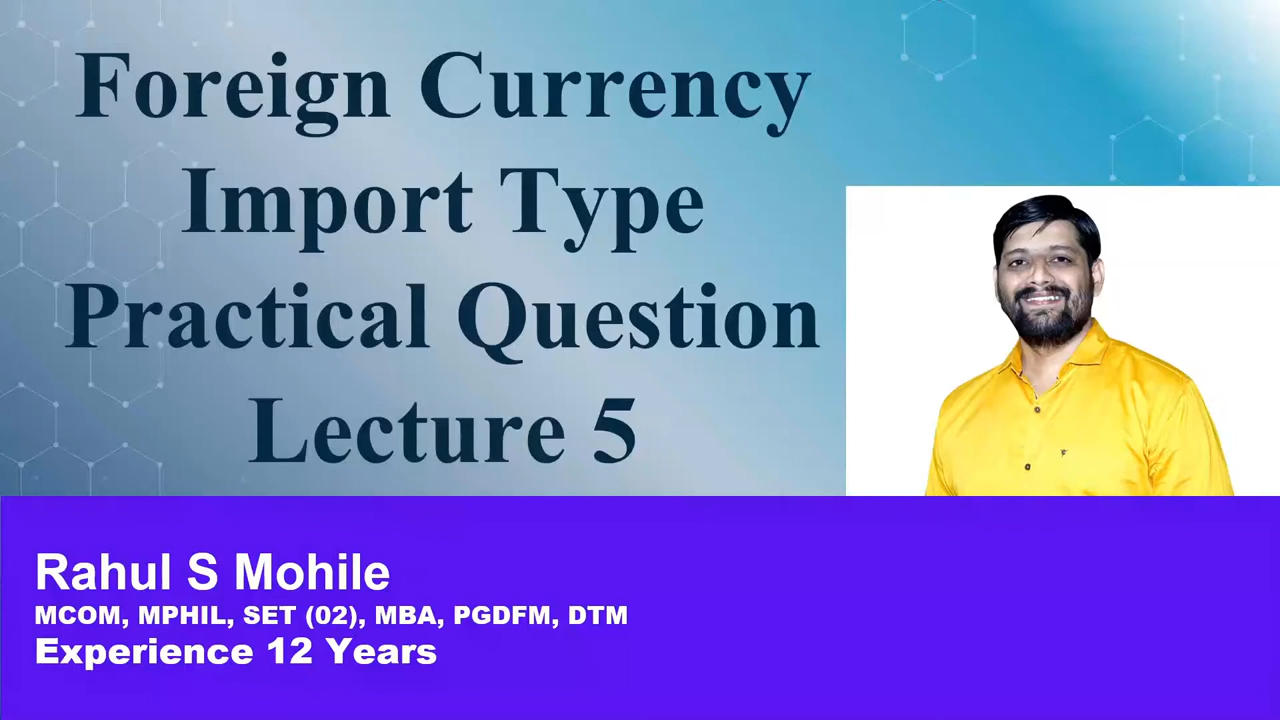 Foreign Currency
Import Type
Practical Question
Lecture 5
Rahul S Mohile
MCOM, MPHIL, SET (02), MBA, PGDFM, DTM
Experience 12 Years